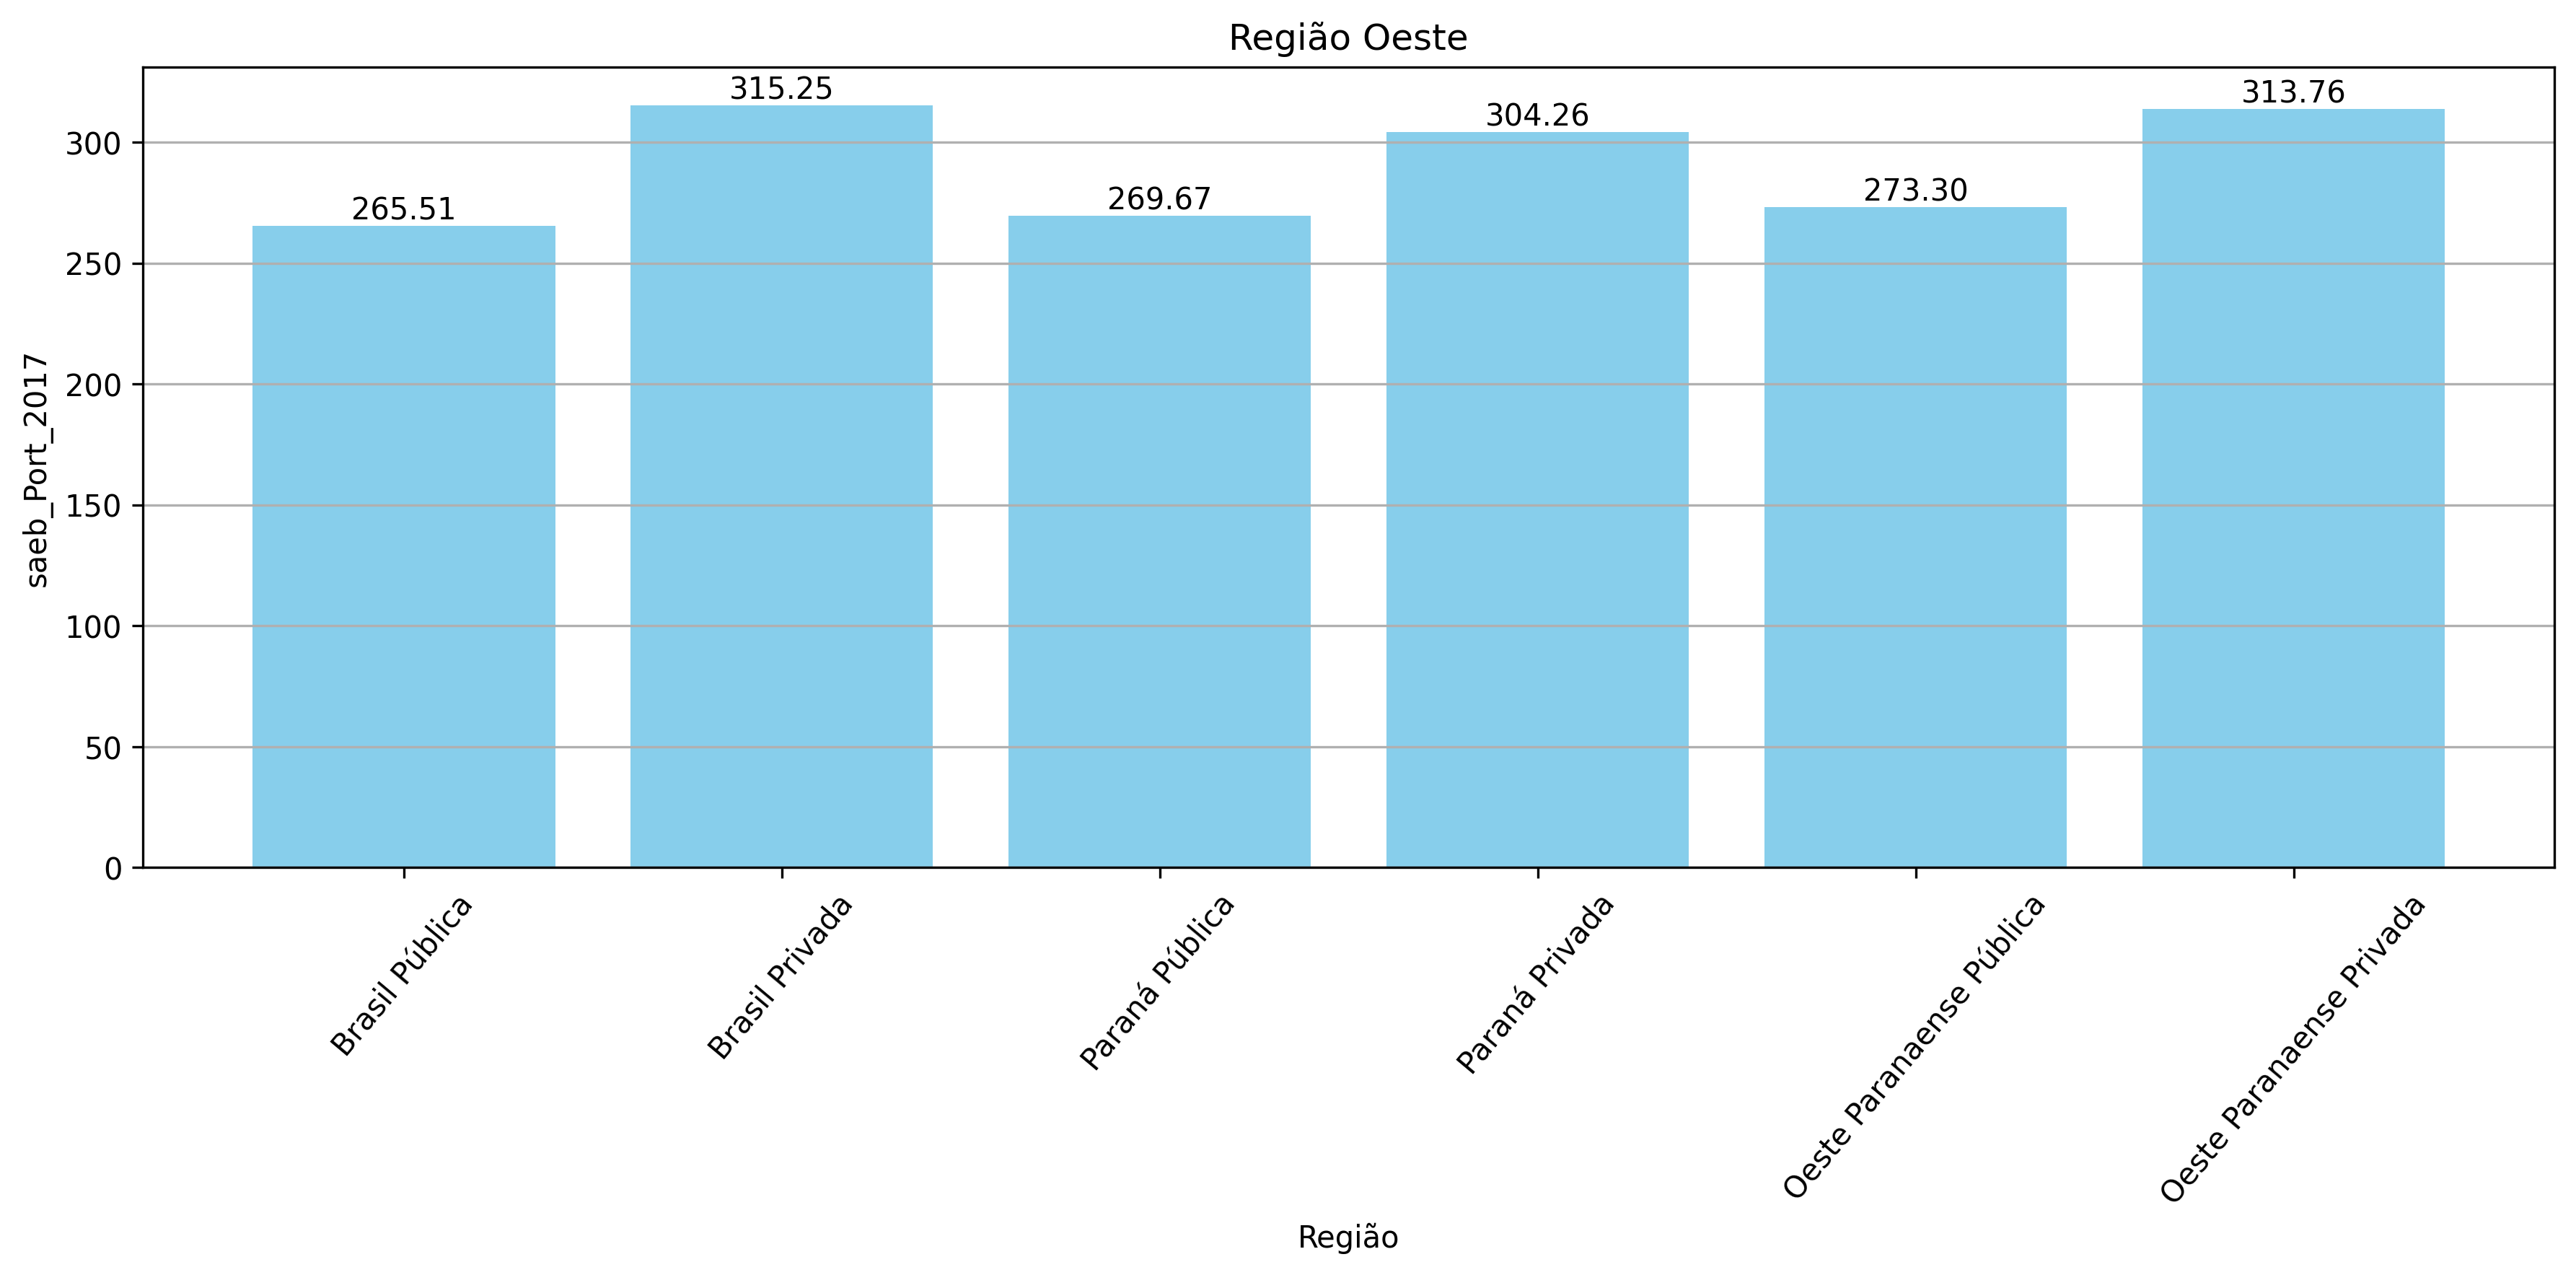 Região Oeste
315.25
313.76
304.26
273.30
269.67
265.51
300
250
200
150
100
50
0
saeb_Port_2017
Brasil Pública
Brasil Privada
Paraná Pública
Paraná Privada
Oeste Paranaense Pública
Oeste Paranaense Privada
Região